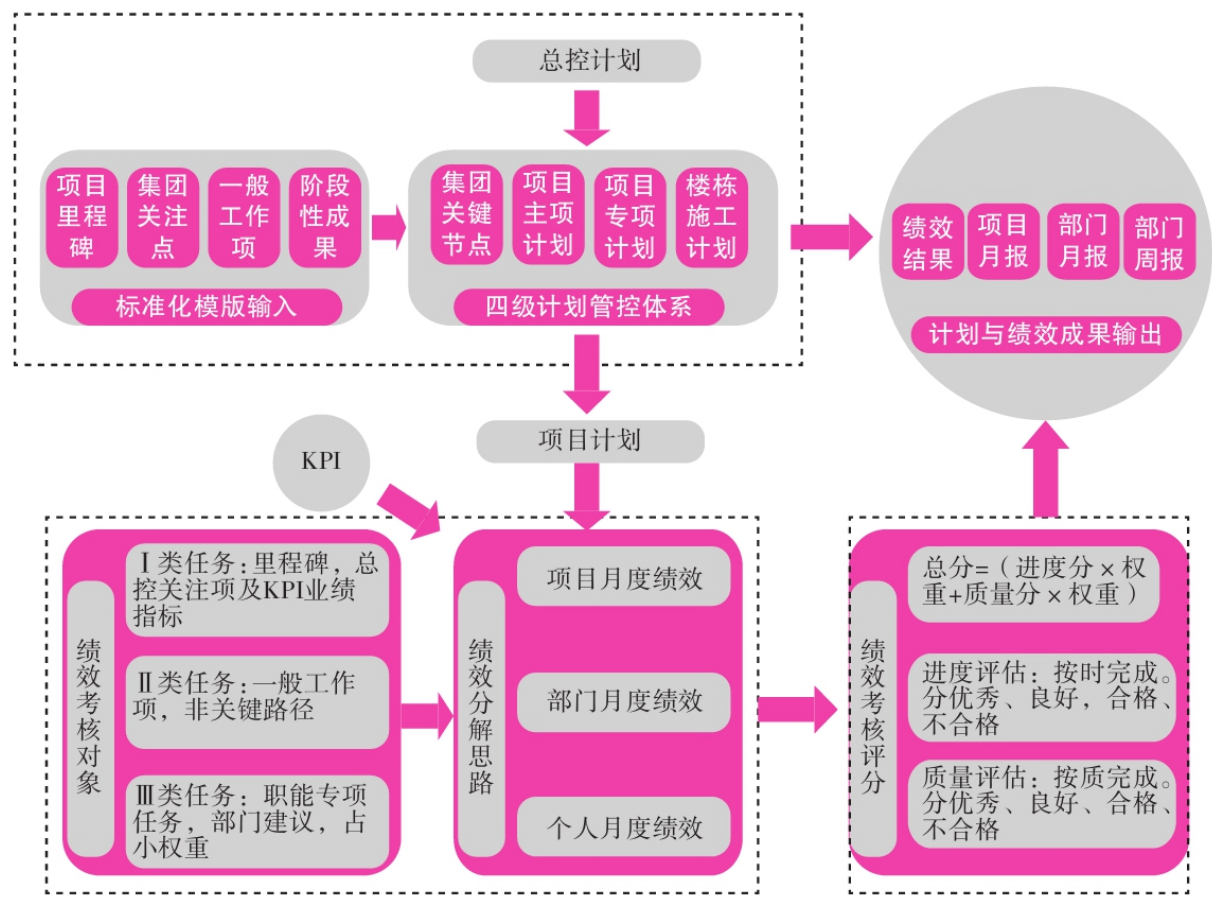 总控计划
项目
里程
碑
集团
关注
点
一般
工作
项
阶段
性成
果
标准化模版输入
集团
关键
节点
项目
主项
计划
项目
专项
计划
楼栋
施工
计划
四级计划管控体系
绩效
结果
项目
月报
部门
月报
部门
周报
计划与绩效成果输出
项目计划
KPI
绩效考核对象
Ⅰ类任务：里程碑，总
控关注项及KPI业绩
指标
Ⅱ类任务：一般工作
项，非关键路径
Ⅲ类任务：职能专项
任务，部门建议，占
小权重
绩效分解思路
项目月度绩效
部门月度绩效
个人月度绩效
绩效考核评分
总分=（进度分×权
重+质量分×权重）
进度评估：按时完成。
分优秀、良好，合格、
不合格
质量评估：按质完成。
分优秀、良好、合格、
不合格